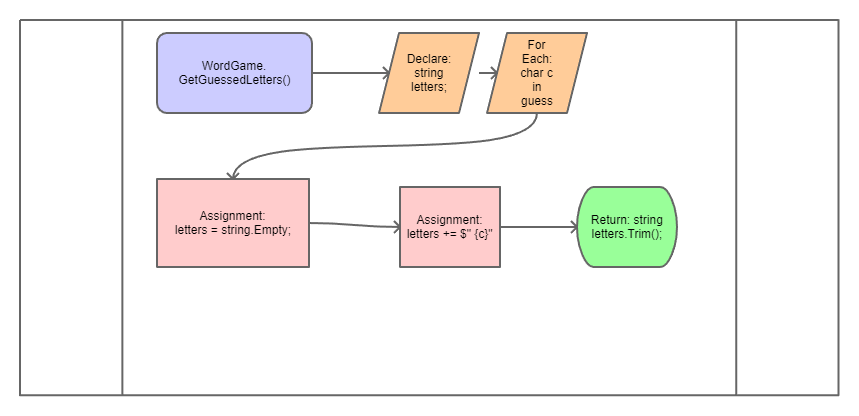 WordGame.
GetGuessedLetters()
Declare:
string
letters;
For
Each:
char c
in
guess
Assignment:
letters = string.Empty;
Assignment:
letters += $" {c}"
Return: string
letters.Trim();